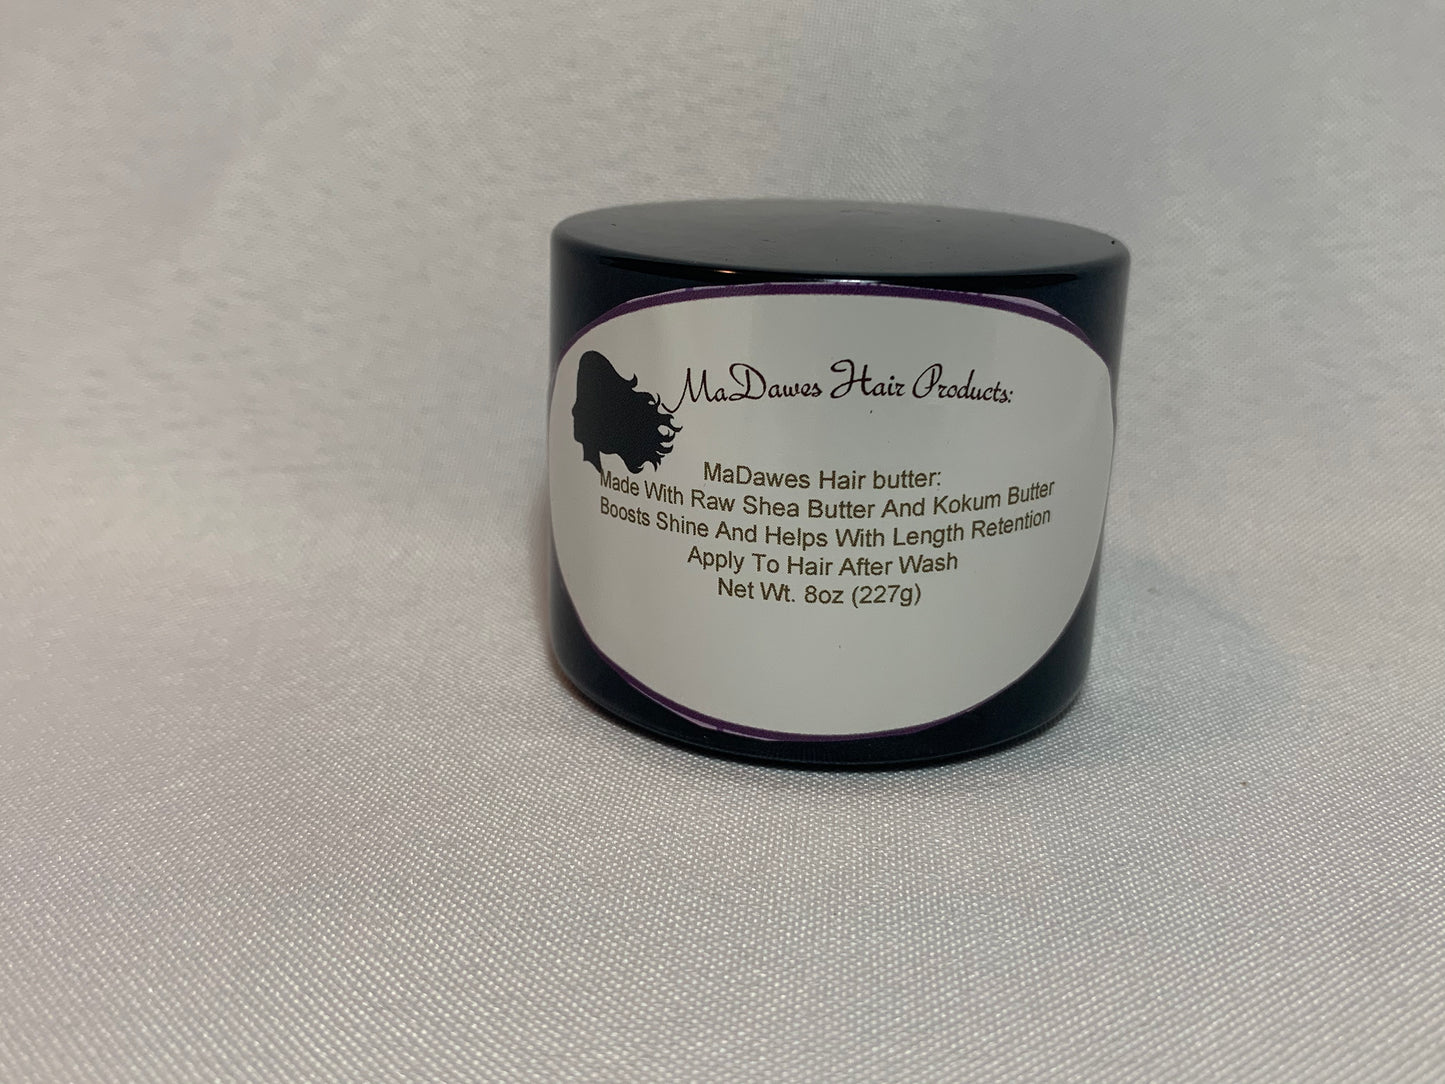 MaDawes Hair Products:
MaDawes Hair butter:
Made With Raw Shea Butter And Kokum Butter
Boosts Shine And Helps With Length Retention
Apply To Hair After Wash
Net Wt. 8oz (227g)